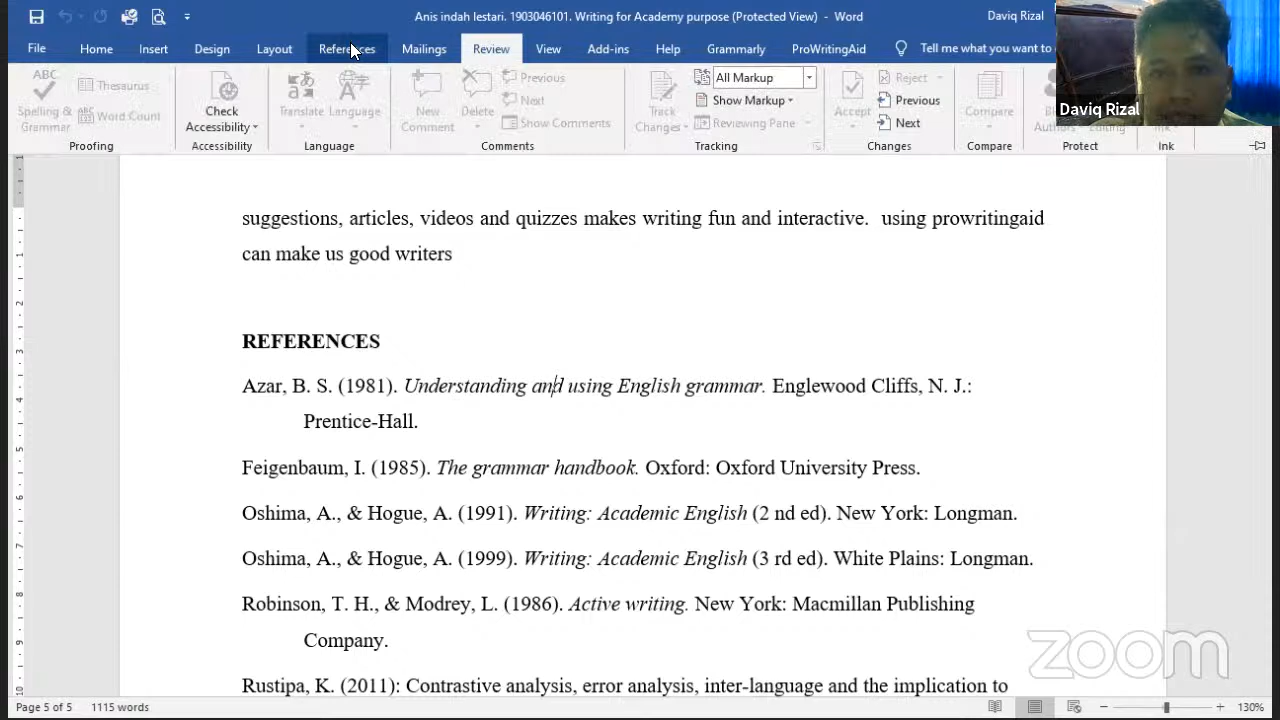 Anis indah lestari. 1903046101. Writing for Academy purpose (Protected View) - Word
Daviq Rizal
File Home Insert Design Layout References Mailings Review View Add-ins Help Grammarly ProWritingAid Tell me what you want to
ABC
Spelling &
Grammar
Thesaurus
ABC
123
Word Count
Check
Accessibility
Translate
Language
New
Comment
Delete
Previous
Next
Show Comments
Track
Changes
All Markup
Show Markup
Reviewing Pane
Accept
Reject
Previous
Next
Compare
Block
Authors
Editing
Ink
Daviq Rizal
Proofing Accessibility Language Comments Tracking Changes Compare Protect Ink
suggestions, articles, videos and quizzes makes writing fun and interactive. using prowritingaid
can make us good writers
REFERENCES
Azar, B. S. (1981). Understanding and using English grammar. Englewood Cliffs, N. J.:
Prentice-Hall.
Feigenbaum, I. (1985). The grammar handbook. Oxford: Oxford University Press.
Oshima, A., & Hogue, A. (1991). Writing: Academic English (2 nd ed). New York: Longman.
Oshima, A., & Hogue, A. (1999). Writing: Academic English (3 rd ed). White Plains: Longman.
Robinson, T. H., & Modrey, L. (1986). Active writing. New York: Macmillan Publishing
Company.
Rustipa, K. (2011): Contrastive analysis, error analysis, inter-language and the implication to
zoom
Page 5 of 5 1115 words 130%